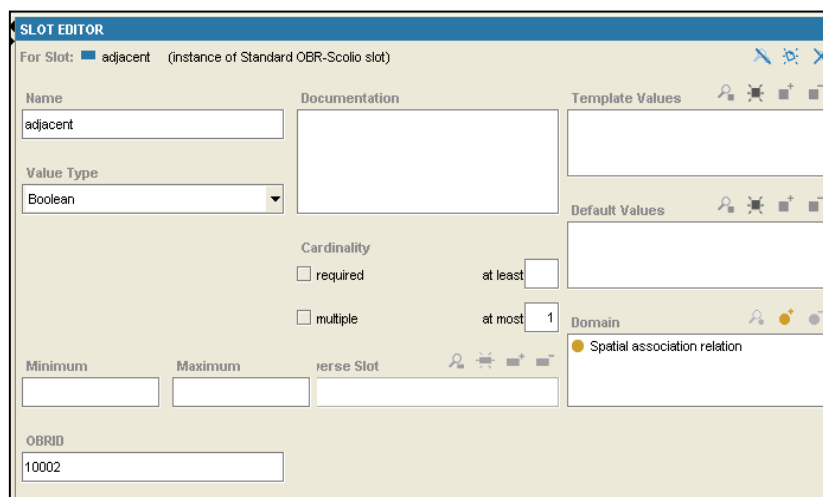 SLOT EDITOR
For Slot: adjacent (instance of Standard OBR-Scolio slot)
Name
adjacent
Value Type
Boolean
Documentation
Cardinality
required
at least
multiple
at most 1
Template Values
Default Values
Domain
Spatial association relation
Minimum
Maximum
verse Slot
OBRID
10002